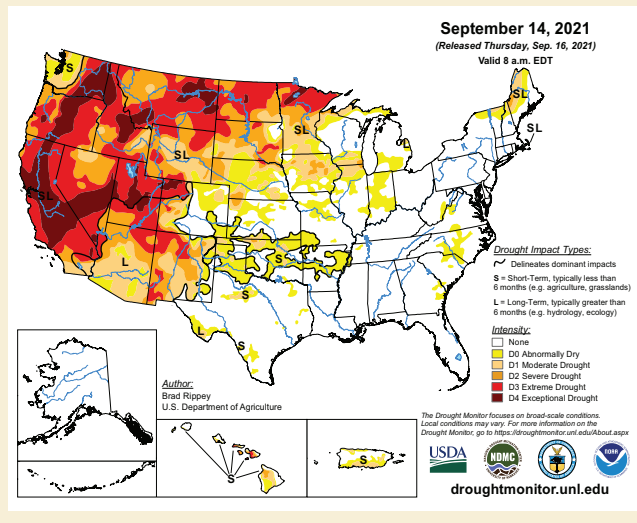 September 14, 2021
(Released Thursday, Sep. 16, 2021)
Valid 8 a.m. EDT
S
SL
SL
SL
L
SL
SL
L
S
S
L
S
Drought Impact Types:
Delineates dominant impacts
S = Short-Term, typically less than
6 months (e.g. agriculture, grasslands)
L = Long-Term, typically greater than
6 months (e.g. hydrology, ecology)
Intensity:
None
D0 Abnormally Dry
D1 Moderate Drought
D2 Severe Drought
D3 Extreme Drought
D4 Exceptional Drought
Author:
Brad Rippey
U.S. Department of Agriculture
S
S
The Drought Monitor focuses on broad-scale conditions.
Local conditions may vary. For more information on the
Drought Monitor, go to https://droughtmonitor.unl.edu/About.aspx
USDA
NDMC
NOAA
droughtmonitor.unl.edu